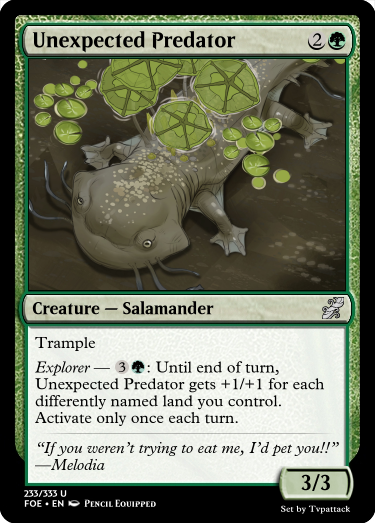 Unexpected Predator 2
Creature — Salamander
Trample
Explorer — 3: Until end of turn,
Unexpected Predator gets +1/+1 for each
differently named land you control.
Activate only once each turn.
“If you weren’t trying to eat me, I’d pet you!!”
—Melodia
3/3
233/333 U
FOE • EN Pencil Equipped
Set by Tvpattack